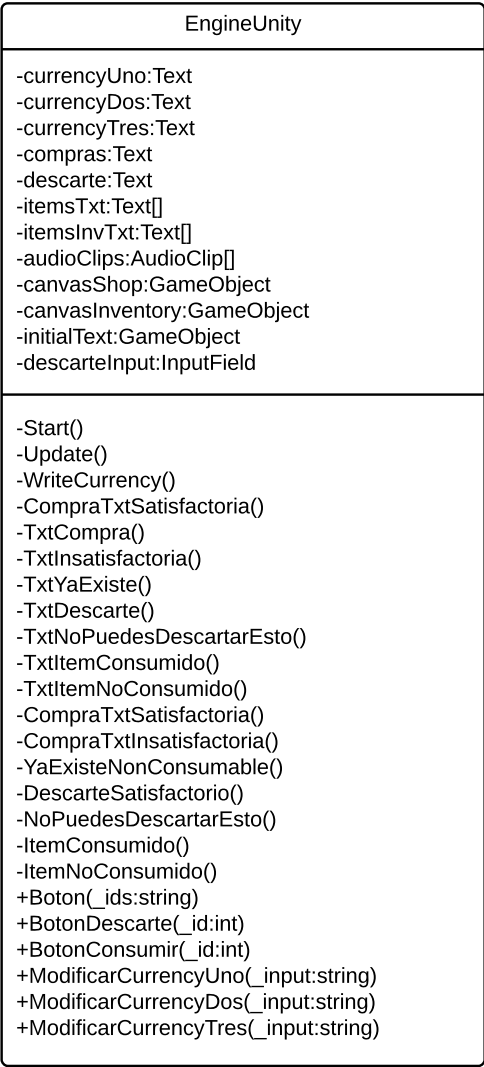 EngineUnity
-currencyUno:Text
-currencyDos:Text
-currencyTres:Text
-compras:Text
-descarte:Text
-itemsTxt:Text[]
-itemsInvTxt:Text[]
-audioClips:AudioClip[]
-canvasShop:GameObject
-canvasInventory:GameObject
-initialText:GameObject
-descarteInput:InputField
-Start()
-Update()
-WriteCurrency()
-CompraTxtSatisfactoria()
-TxtCompra()
-TxtInsatisfactoria()
-TxtYaExiste()
-TxtDescarte()
-TxtNoPuedesDescartarEsto()
-TxtItemConsumido()
-TxtItemNoConsumido()
-CompraTxtSatisfactoria()
-CompraTxtInsatisfactoria()
-YaExisteNonConsumable()
-DescarteSatisfactorio()
-NoPuedesDescartarEsto()
-ItemConsumido()
-ItemNoConsumido()
+Boton(_ids:string)
+BotonDescarte(_id:int)
+BotonConsumir(_id:int)
+ModificarCurrencyUno(_input:string)
+ModificarCurrencyDos(_input:string)
+ModificarCurrencyTres(_input:string)